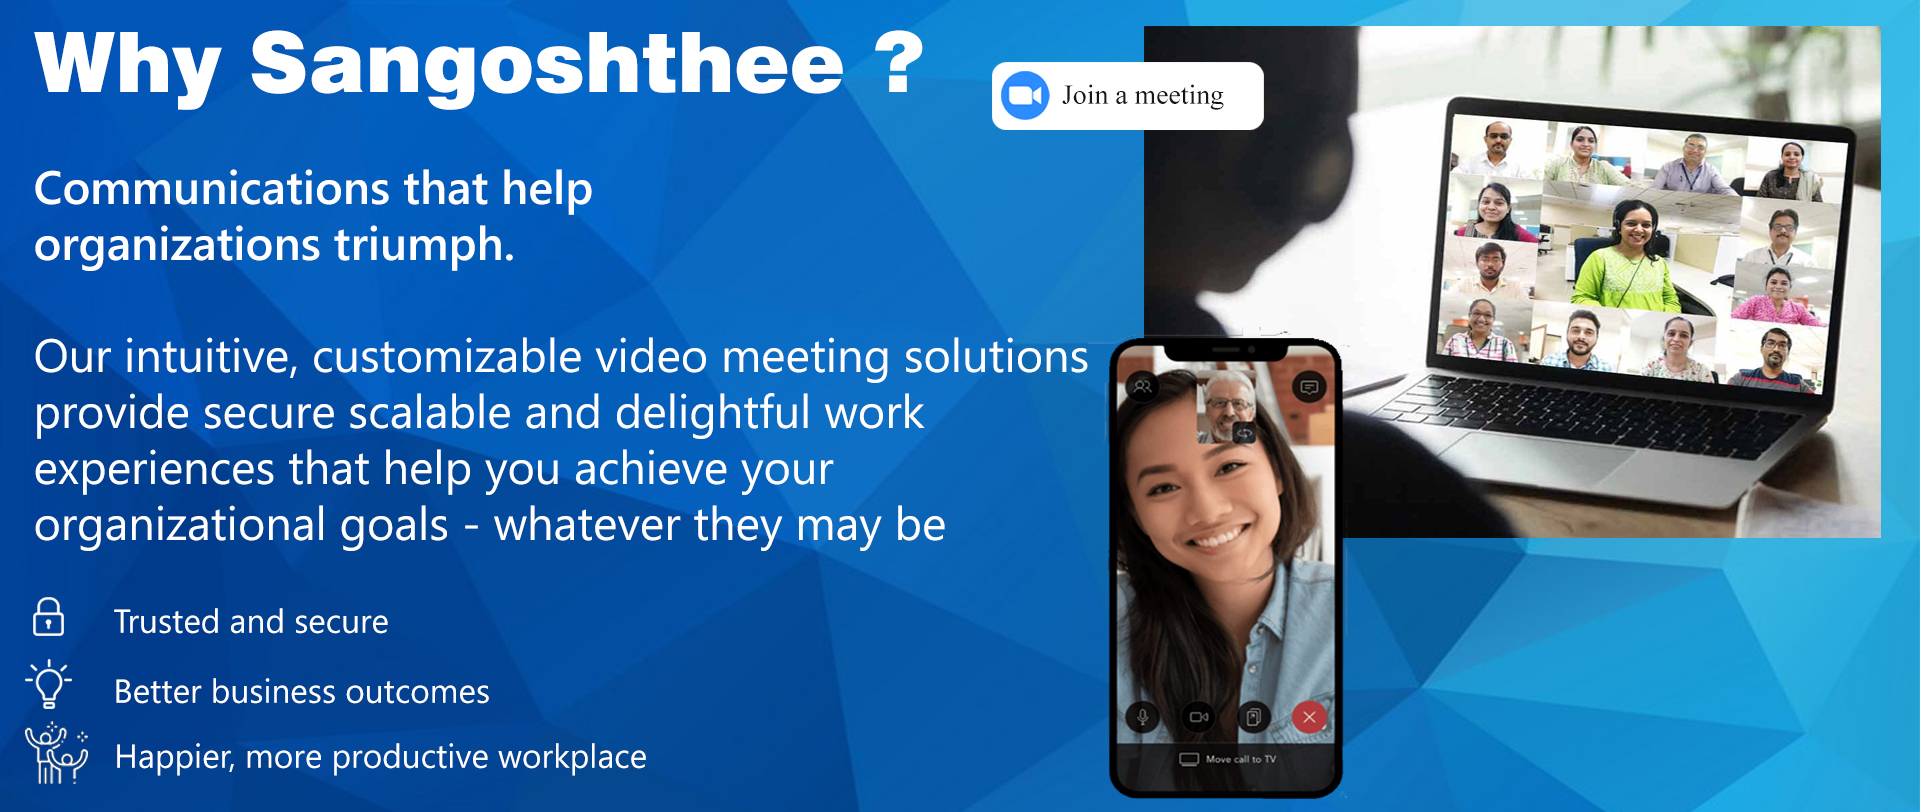 Why Sangoshthee ?
Join a meeting
Communications that help
organizations triumph.
Our intuitive, customizable video meeting solutions
provide secure scalable and delightful work
experiences that help you achieve your
organizational goals - whatever they may be
Trusted and secure
Better business outcomes
Happier, more productive workplace
Move call to TV